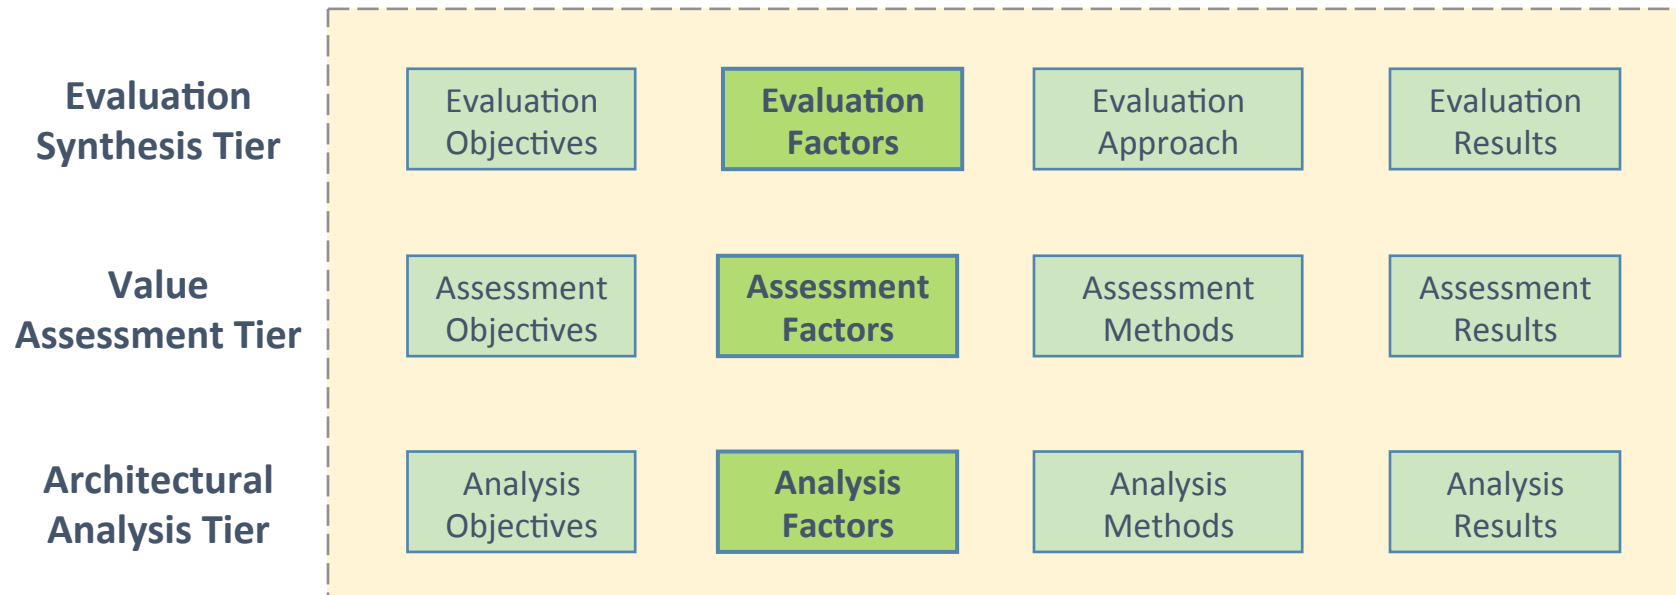 Evaluation
Synthesis Tier
Evaluation
Objectives
Evaluation
Factors
Evaluation
Approach
Evaluation
Results
Value
Assessment Tier
Assessment
Objectives
Assessment
Factors
Assessment
Methods
Assessment
Results
Architectural
Analysis Tier
Analysis
Objectives
Analysis
Factors
Analysis
Methods
Analysis
Results